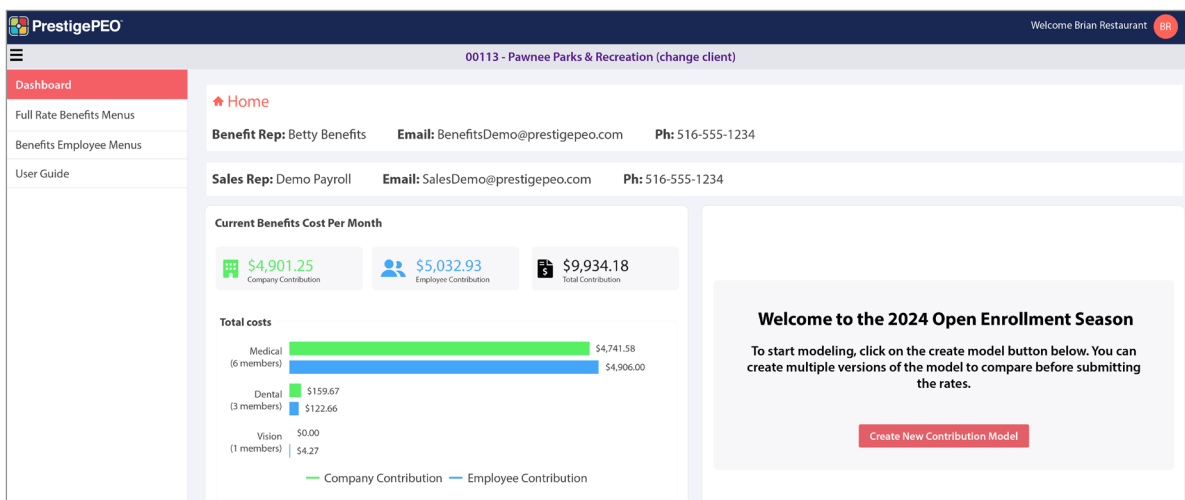 PrestigePEO
Welcome Brian Restaurant BR
00113 - Pawnee Parks & Recreation (change client)
Dashboard
Full Rate Benefits Menus
Benefits Employee Menus
User Guide
Home
Benefit Rep: Betty Benefits Email: BenefitsDemo@prestigepeo.com Ph: 516-555-1234
Sales Rep: Demo Payroll Email: SalesDemo@prestigepeo.com Ph: 516-555-1234
Current Benefits Cost Per Month
$4,901.25
Company Contribution
$5,032.93
Employee Contribution
$9,934.18
Total Contribution
Total costs
Medical
(6 members)
$4,741.58
$4,906.00
Dental
(3 members)
$159.67
$122.66
Vision
(1 members)
$0.00
$4.27
Company Contribution Employee Contribution
Welcome to the 2024 Open Enrollment Season
To start modeling, click on the create model button below. You can
create multiple versions of the model to compare before submitting
the rates.
Create New Contribution Model